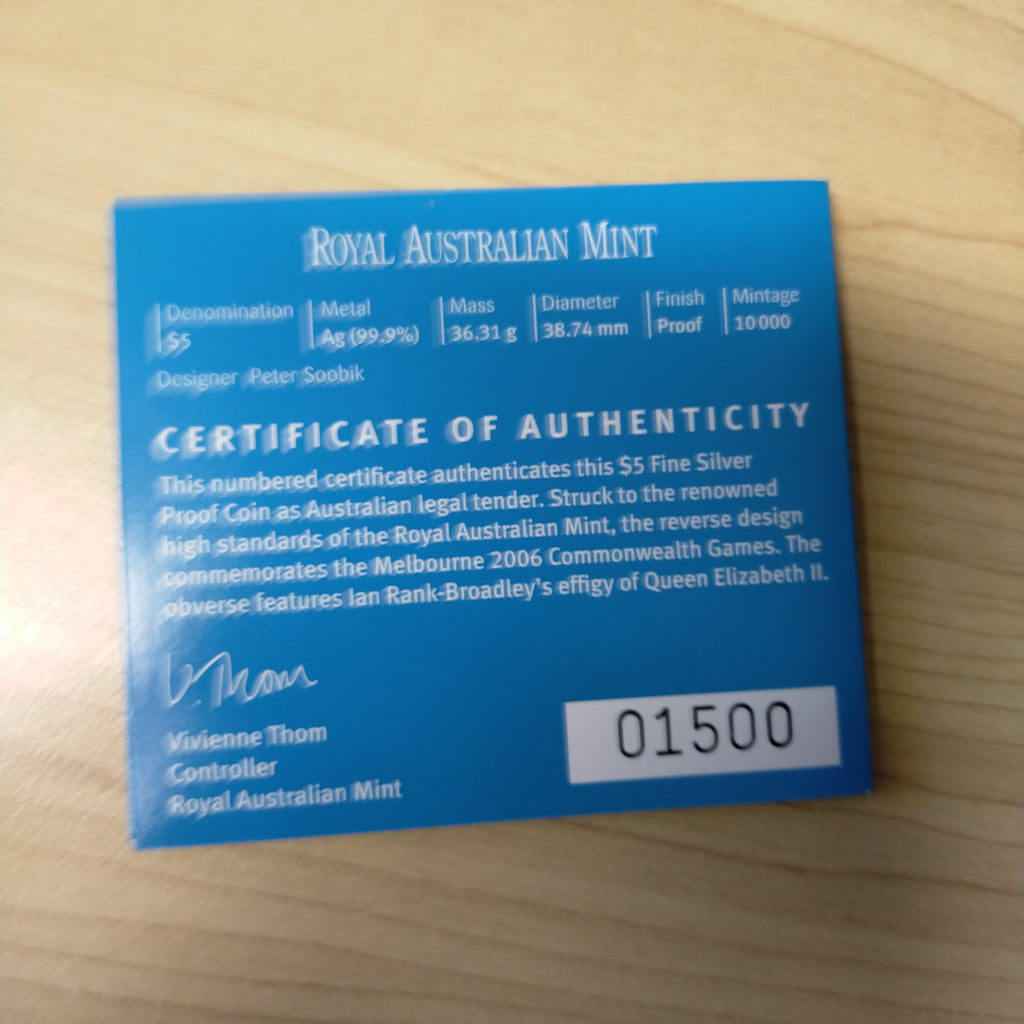 ROYAL AUSTRALIAN MINT
Denomination Metal Mass Diameter Finish Mintage
$5 Ag (99.9%) 36.31 g 38.74 mm Proof 10 000
Designer Peter Soobik
CERTIFICATE OF AUTHENTICITY
This numbered certificate authenticates this $5 Fine Silver
Proof Coin as Australian legal tender. Struck to the renowned
high standards of the Royal Australian Mint, the reverse design
commemorates the Melbourne 2006 Commonwealth Games. The
obverse features Ian Rank-Broadley's effigy of Queen Elizabeth II.
V. Thom
Vivienne Thom
Controller
Royal Australian Mint
01500